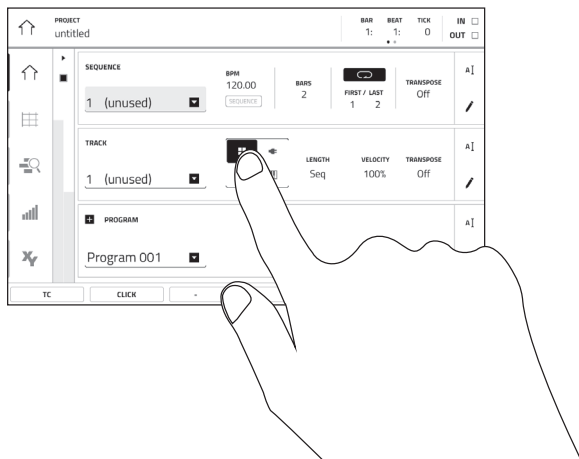 PROJECT
untitled
BAR BEAT TICK
1: 1: 0
IN
OUT
SEQUENCE
1 (unused)
BPM
120.00
SEQUENCE
BARS
2
FIRST / LAST
1 2
TRANSPOSE
Off
TRACK
1 (unused)
LENGTH
Seq
VELOCITY
100%
TRANSPOSE
Off
PROGRAM
Program 001
A
A
A
XY
TC
CLICK
-